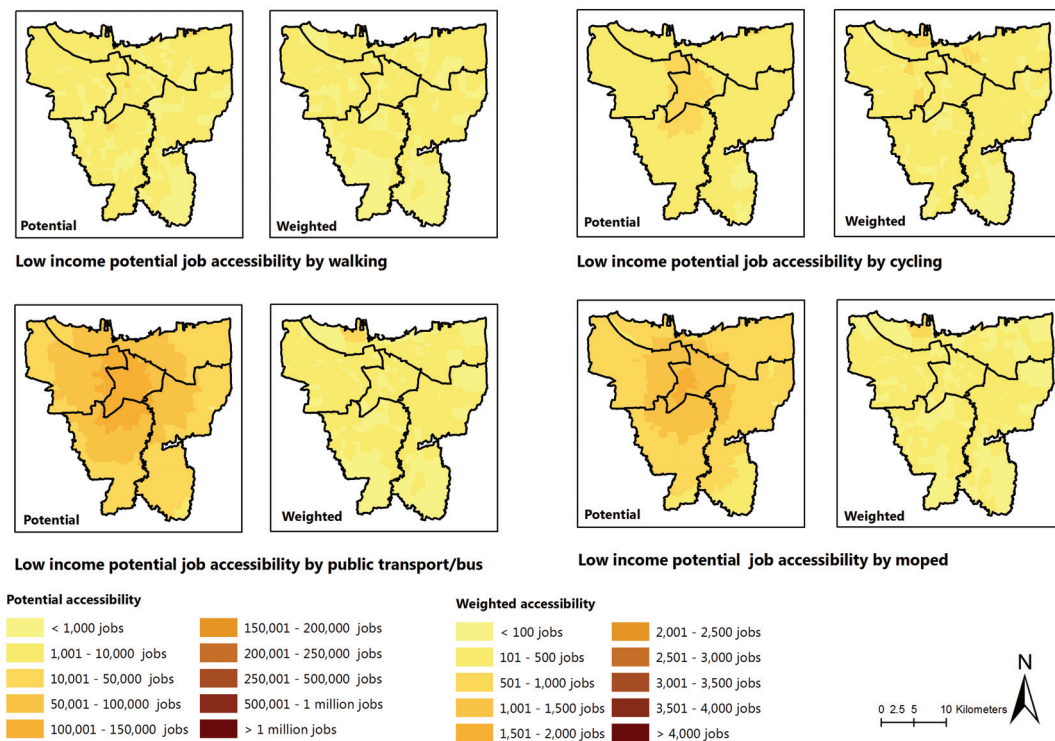 Potential
Weighted
Potential
Weighted
Low income potential job accessibility by walking
Low income potential job accessibility by cycling
Potential
Weighted
Potential
Weighted
Low income potential job accessibility by public transport/bus
Low income potential job accessibility by moped
Potential accessibility
< 1,000 jobs
1,001 - 10,000 jobs
10,001 - 50,000 jobs
50,001 - 100,000 jobs
100,001 - 150,000 jobs
150,001 - 200,000 jobs
200,001 - 250,000 jobs
250,001 - 500,000 jobs
500,001 - 1 million jobs
> 1 million jobs
Weighted accessibility
< 100 jobs
101 - 500 jobs
501 - 1,000 jobs
1,001 - 1,500 jobs
1,501 - 2,000 jobs
2,001 - 2,500 jobs
2,501 - 3,000 jobs
3,001 - 3,500 jobs
3,501 - 4,000 jobs
> 4,000 jobs
N
0 2.5 5 10 Kilometers